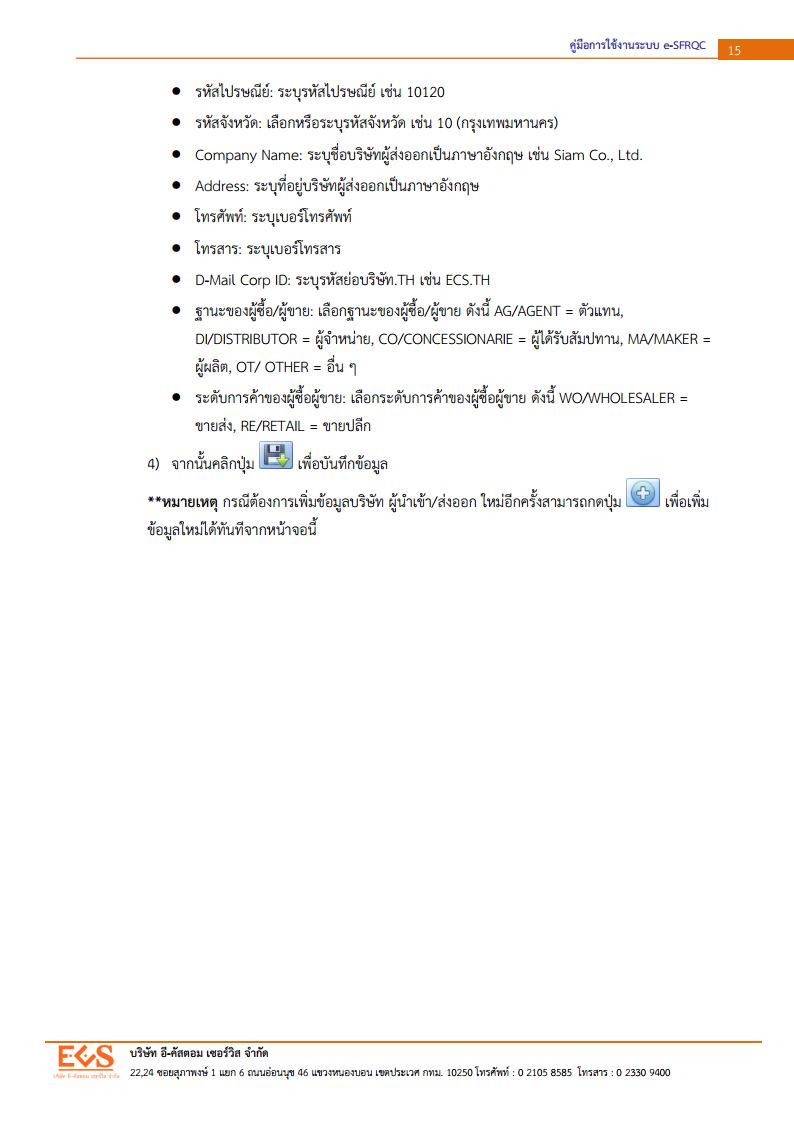 คู่มือการใช้งานระบบ e-SFRQC 15
● รหัสไปรษณีย์: ระบุรหัสไปรษณีย์ เช่น 10120
● รหัสจังหวัด: เลือกหรือระบุรหัสจังหวัด เช่น 10 (กรุงเทพมหานคร)
● Company Name: ระบุชื่อบริษัทผู้ส่งออกเป็นภาษาอังกฤษ เช่น Siam Co., Ltd.
● Address: ระบุที่อยู่บริษัทผู้ส่งออกเป็นภาษาอังกฤษ
● โทรศัพท์: ระบุเบอร์โทรศัพท์
● โทรสาร: ระบุเบอร์โทรสาร
● D-Mail Corp ID: ระบุรหัสย่อบริษัท.TH เช่น ECS.TH
● ฐานะของผู้ซื้อ/ผู้ขาย: เลือกฐานะของผู้ซื้อ/ผู้ขาย ดังนี้ AG/AGENT = ตัวแทน,
DI/DISTRIBUTOR = ผู้จำหน่าย, CO/CONCESSIONARIE = ผู้ได้รับสัมปทาน, MA/MAKER =
ผู้ผลิต, OT/ OTHER = อื่น ๆ
● ระดับการค้าของผู้ซื้อผู้ขาย: เลือกระดับการค้าของผู้ซื้อผู้ขาย ดังนี้ WO/WHOLESALER =
ขายส่ง, RE/RETAIL = ขายปลีก
4) จากนั้นคลิกปุ่ม เพื่อบันทึกข้อมูล
**หมายเหตุ กรณีต้องการเพิ่มข้อมูลบริษัท ผู้นำเข้า/ส่งออก ใหม่อีกครั้งสามารถกดปุ่ม เพื่อเพิ่ม
ข้อมูลใหม่ได้ทันทีจากหน้าจอนี้
ECS
บริษัท อี-คัสตอม เซอร์วิส จำกัด
บริษัท อี-คัสตอม เซอร์วิส จำกัด
22,24 ซอยสุภาพงษ์ 1 แยก 6 ถนนอ่อนนุช 46 แขวงหนองบอน เขตประเวศ กทม. 10250 โทรศัพท์ : 0 2105 8585 โทรสาร : 0 2330 9400